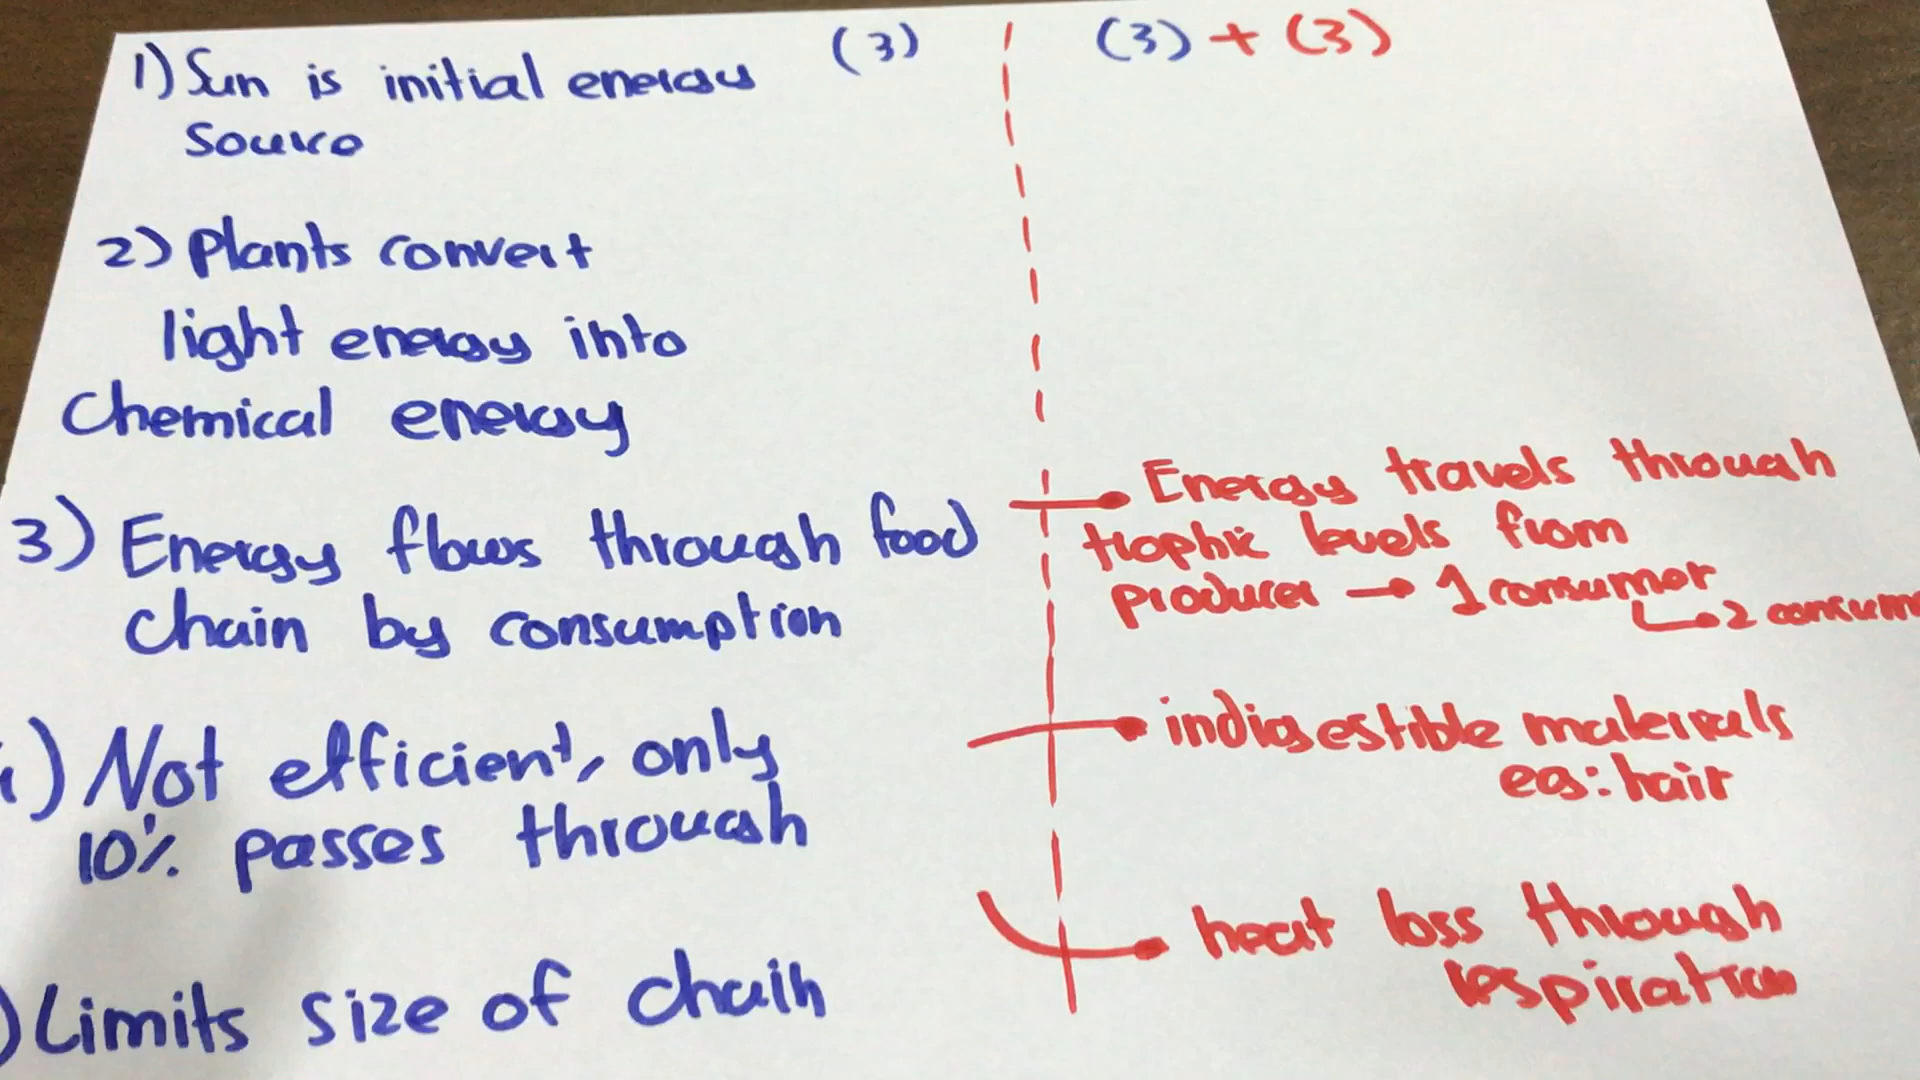 1) Sun is initial energy (3)
source
2) Plants convert
light energy into
chemical energy
3) Energy flows through food
chain by consumption
) Not efficient, only
10% passes through
) Limits size of chain
(3) + (3)
Energy travels through
trophic levels from
producer → 1 consumer
→ 2 consum
indigestible materials
eg: hair
heat loss through
respiration